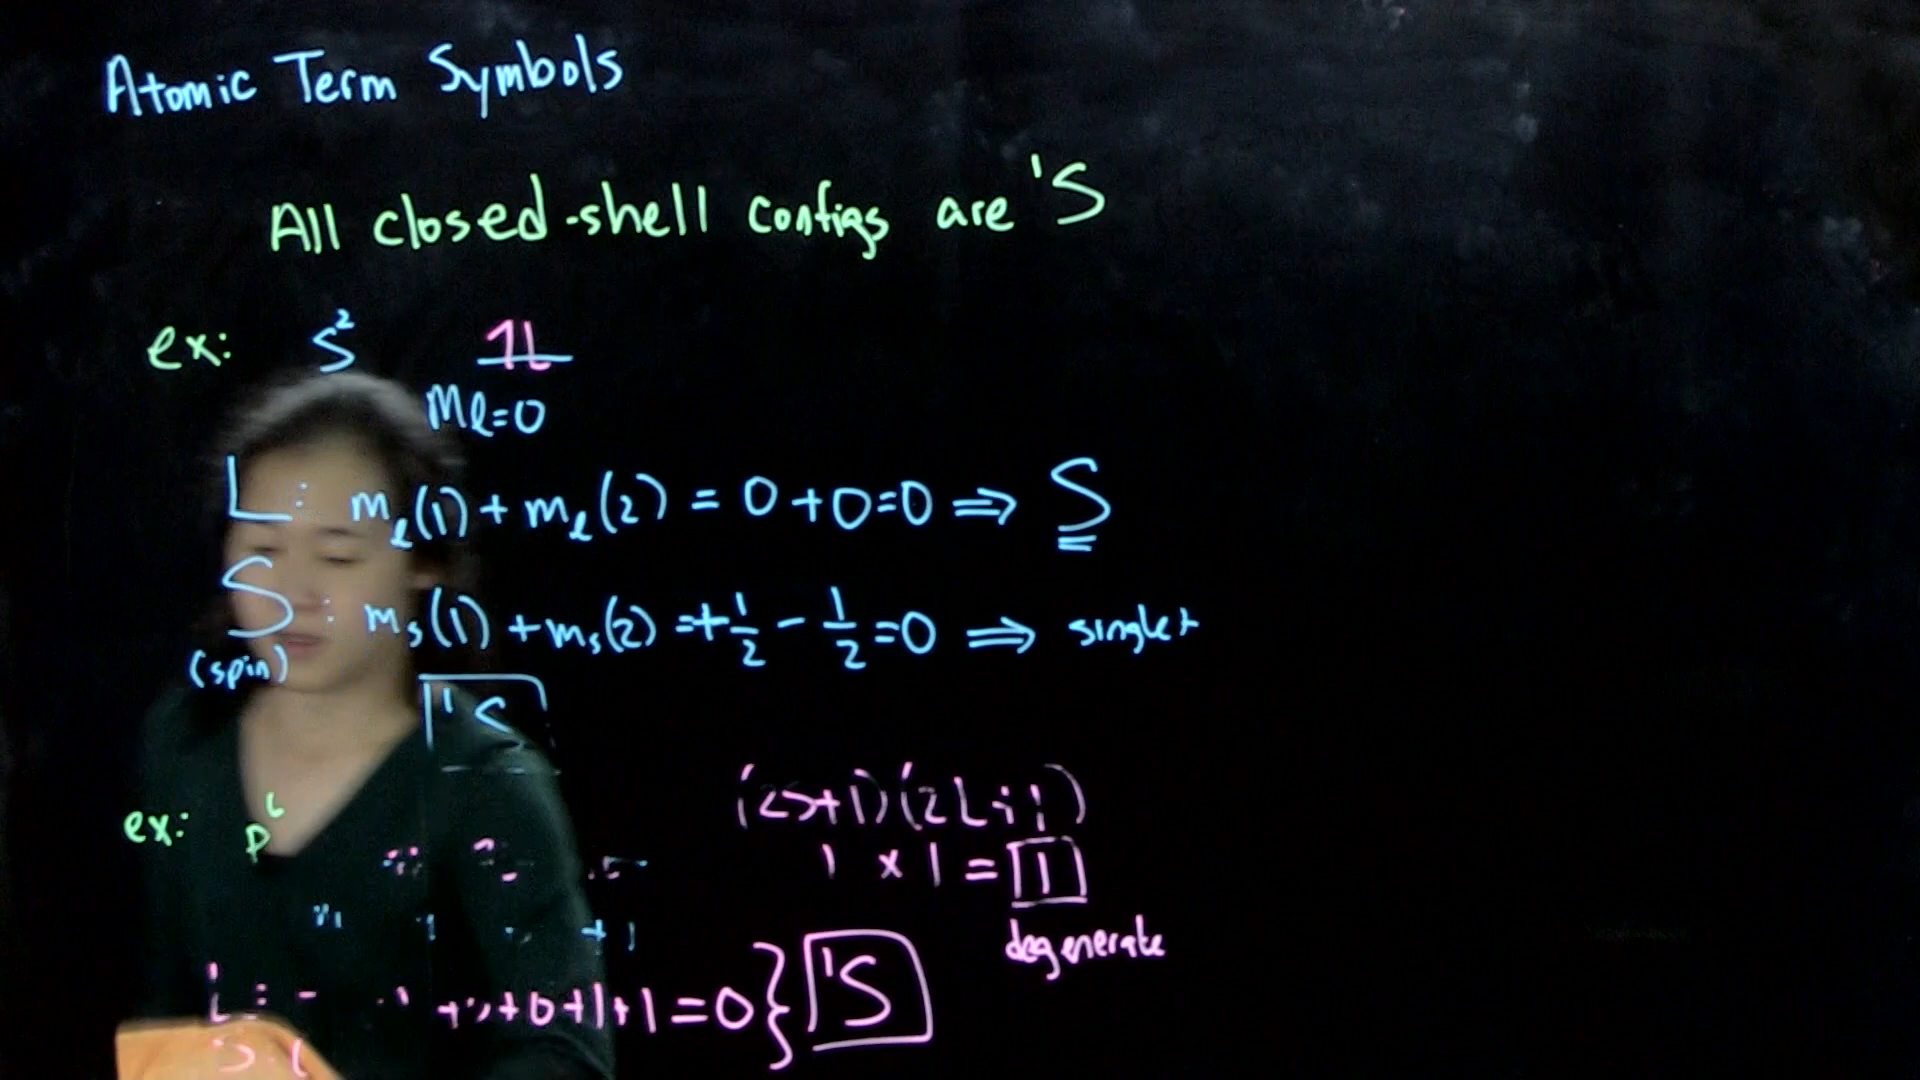 Atomic Term Symbols
All closed-shell configs are ¹S
ex: s² ↿⇂
mℓ=0
L: mℓ(1) + mℓ(2) = 0+0=0 ⇒ S
S: mₛ(1) + mₛ(2) = +1/2 - 1/2 = 0 ⇒ singlet
(spin)
¹S
(2S+1)(2L+1)
ex: p
1 × 1 = 1
+1
degenerate
L: +0+1+1=0} ¹S
S: